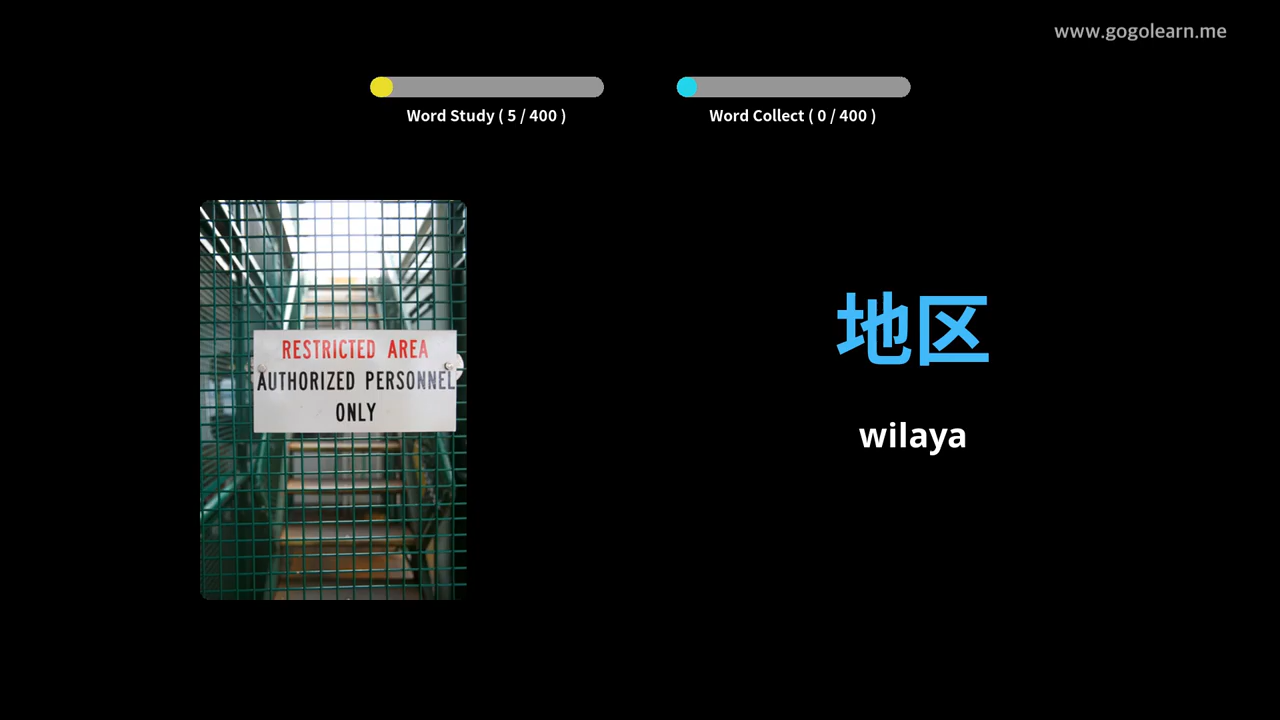 www.gogolearn.me
Word Study ( 5 / 400 )
Word Collect ( 0 / 400 )
RESTRICTED AREA
AUTHORIZED PERSONNEL
ONLY
地区
wilaya